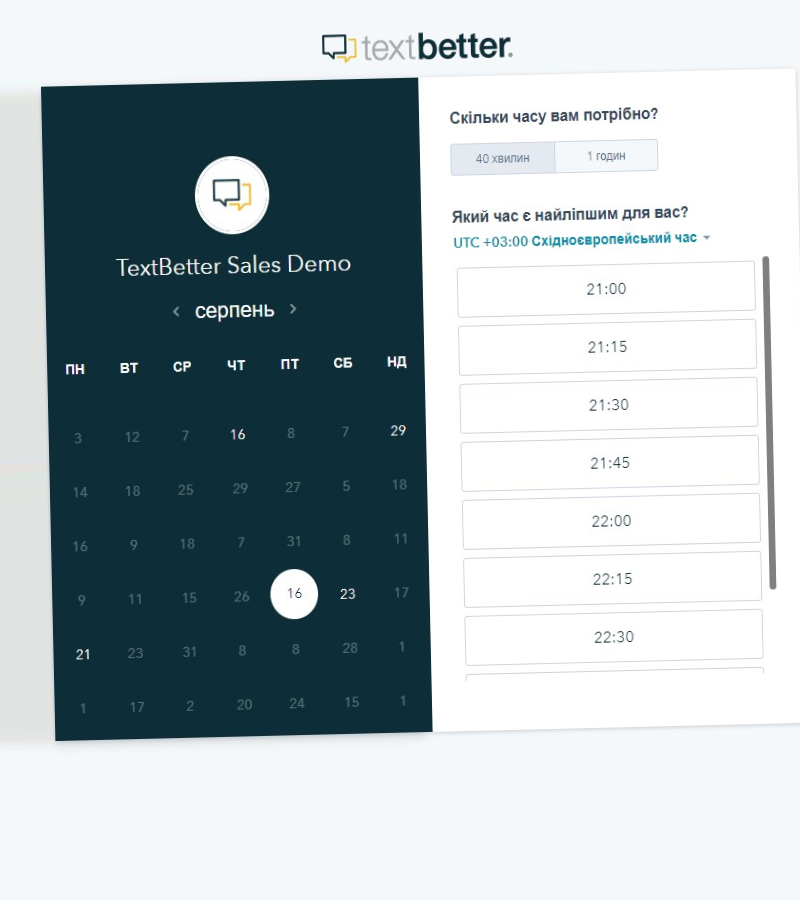 textbetter.
TextBetter Sales Demo
серпень
ПН ВТ СР ЧТ ПТ СБ НД
3 12 7 16 8 7 29
14 18 25 29 27 5 18
16 9 18 7 31 8 11
9 11 15 26 16 23 17
21 23 31 8 8 28 1
1 17 2 20 24 15 1
Скільки часу вам потрібно?
40 хвилин 1 годин
Який час є найліпшим для вас?
UTC +03:00 Східноєвропейський час
21:00
21:15
21:30
21:45
22:00
22:15
22:30